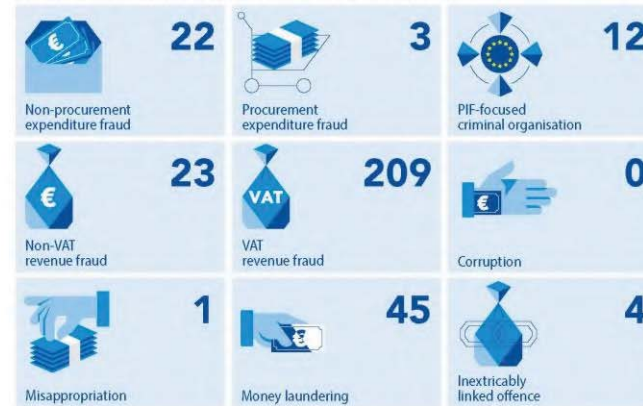 22
Non-procurement
expenditure fraud
3
Procurement
expenditure fraud
12
PIF-focused
criminal organisation
€
23
Non-VAT
revenue fraud
VAT
209
VAT
revenue fraud
€
0
Corruption
1
Misappropriation
€
45
Money laundering
4
Inextricably
linked offence